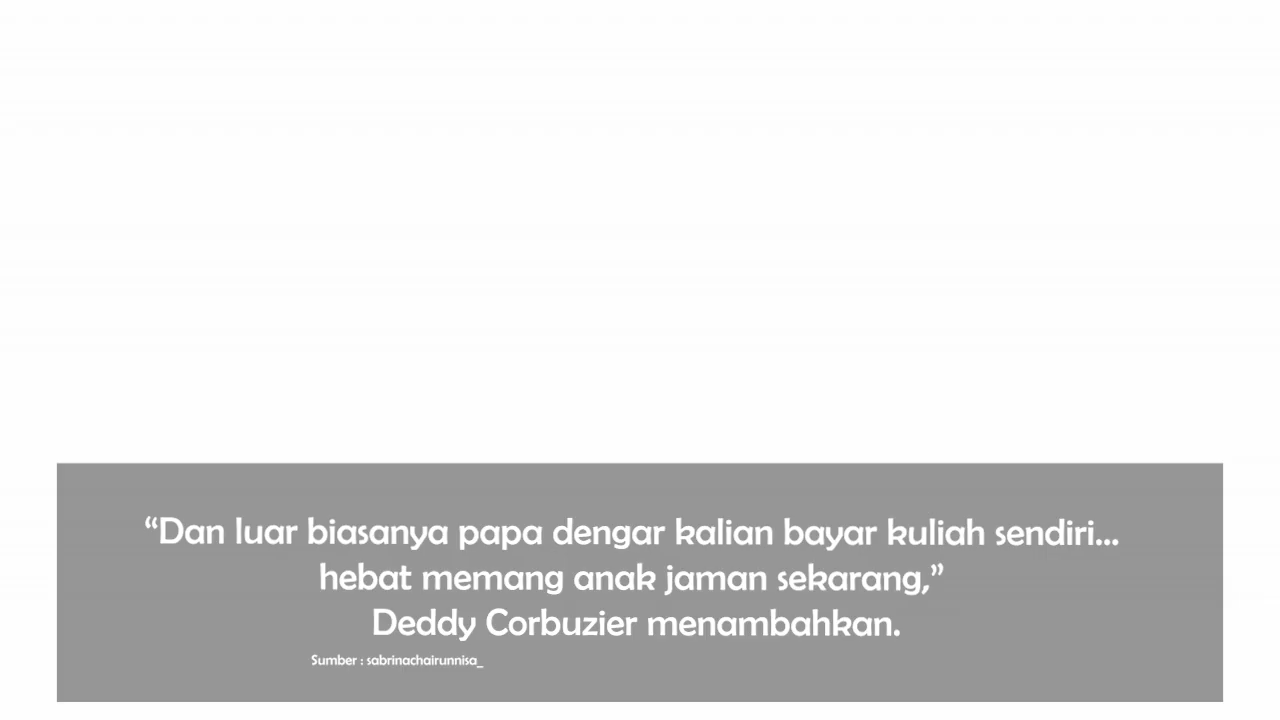 “Dan luar biasanya papa dengar kalian bayar kuliah sendiri...
hebat memang anak jaman sekarang,”
Deddy Corbuzier menambahkan.
Sumber : sabrinachairunnisa_